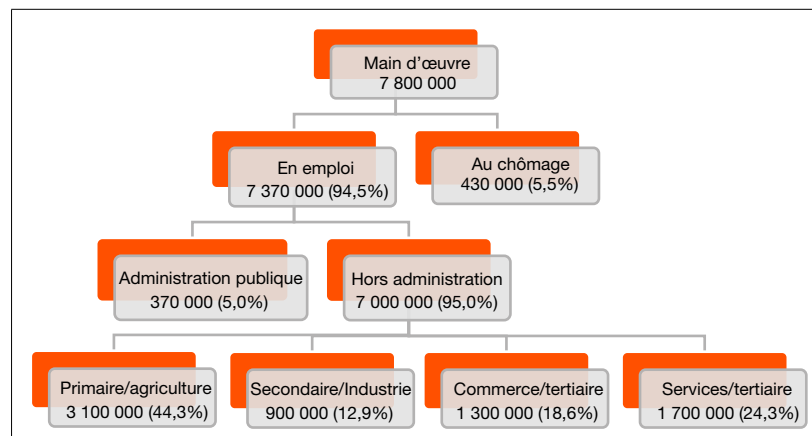 Main d'œuvre
7 800 000
En emploi
7 370 000 (94,5%)
Au chômage
430 000 (5,5%)
Administration publique
370 000 (5,0%)
Hors administration
7 000 000 (95,0%)
Primaire/agriculture
3 100 000 (44,3%)
Secondaire/Industrie
900 000 (12,9%)
Commerce/tertiaire
1 300 000 (18,6%)
Services/tertiaire
1 700 000 (24,3%)